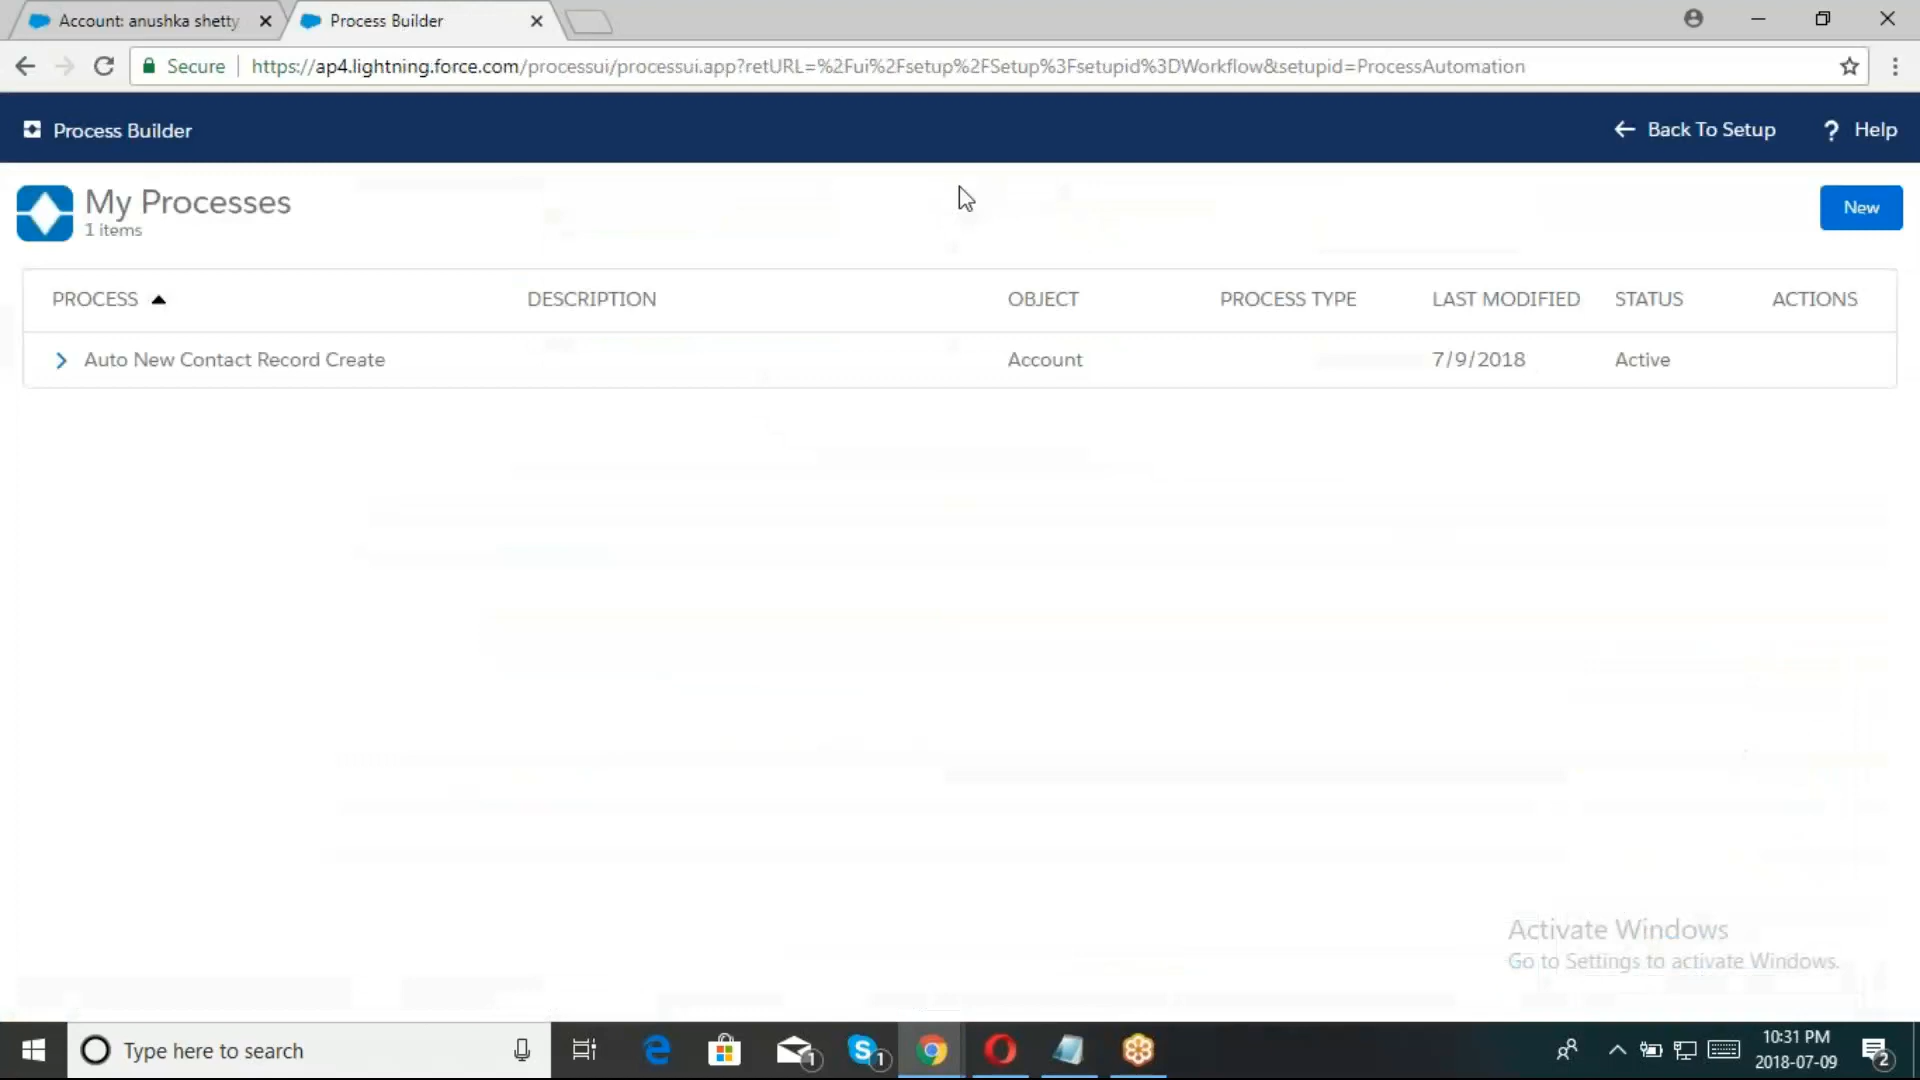 Account: anushka shetty
Process Builder
Secure
https://ap4.lightning.force.com/processui/processui.app?retURL=%2Fui%2Fsetup%2FSetup%3Fsetupid%3DWorkflow&setupid=ProcessAutomation
Process Builder
Back To Setup
? Help
My Processes
1 items
New
PROCESS DESCRIPTION OBJECT PROCESS TYPE LAST MODIFIED STATUS ACTIONS
Auto New Contact Record Create Account 7/9/2018 Active
Activate Windows
Go to Settings to activate Windows.
Type here to search
1
1
10:31 PM
2018-07-09
2